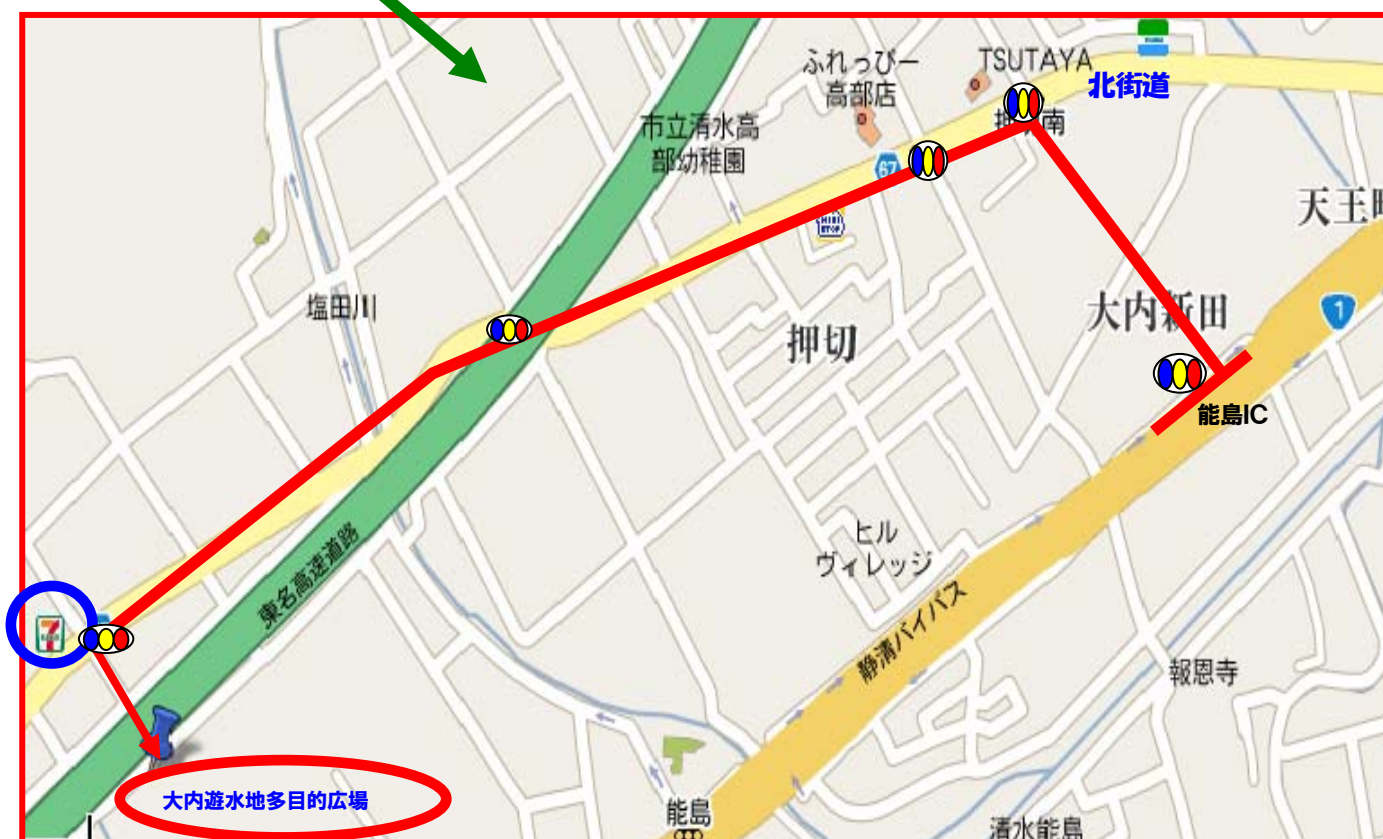 ふれっぴー
高部店
TSUTAYA
北街道
市立清水高
部幼稚園
67
MINI
STOP
天王町
塩田川
押切
大内新田
1
能島IC
ヒル
ヴィレッジ
東名高速道路
静清バイパス
報恩寺
7
大内遊水地多目的広場
能島
清水能島